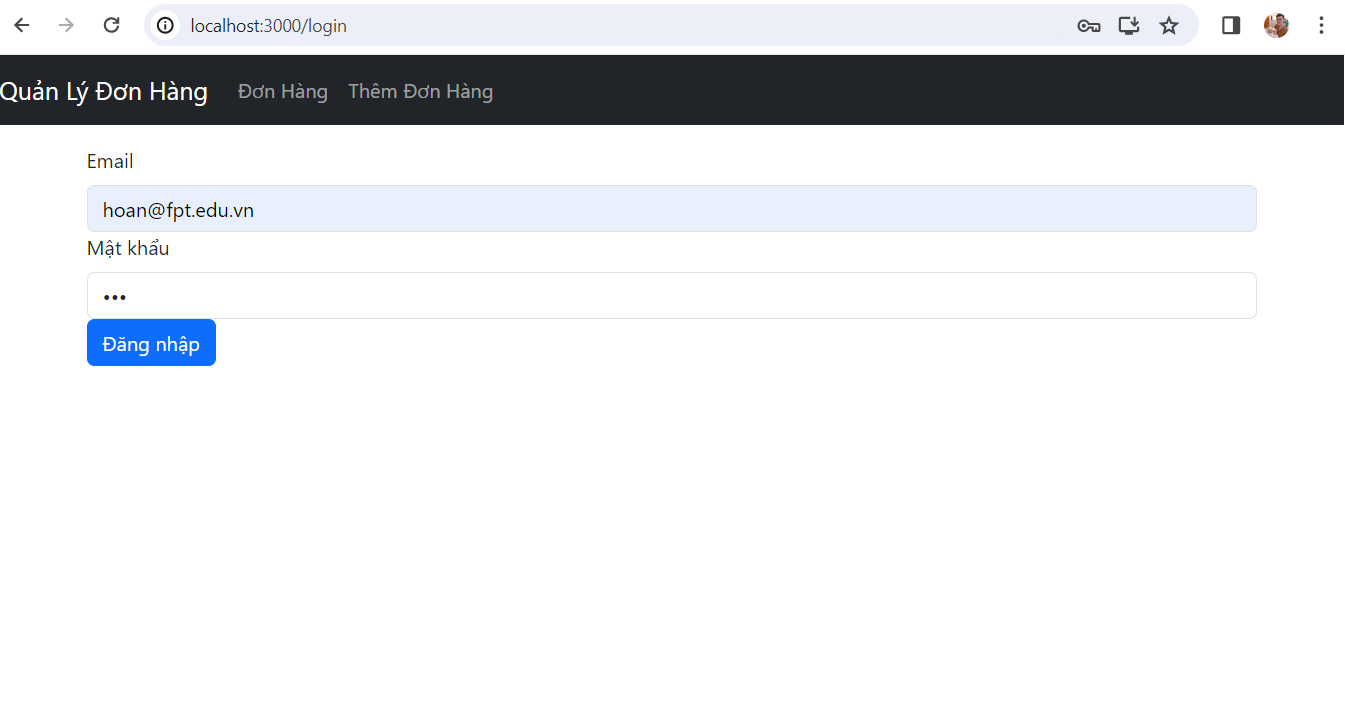 localhost:3000/login
Quản Lý Đơn Hàng Đơn Hàng Thêm Đơn Hàng
Email
hoan@fpt.edu.vn
Mật khẩu
•••
Đăng nhập